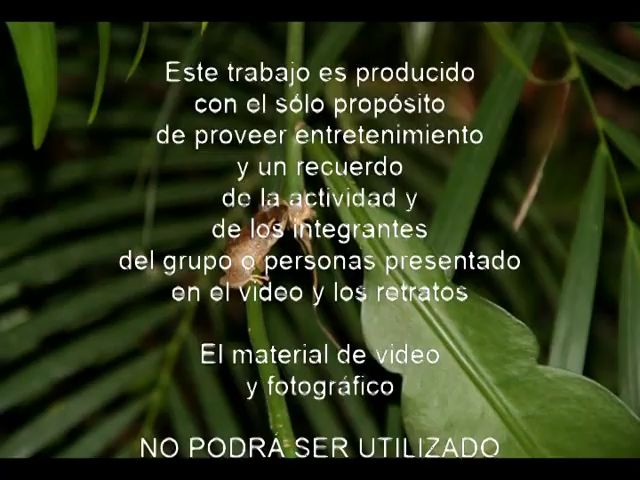 Este trabajo es producido
con el sólo propósito
de proveer entretenimiento
y un recuerdo
de la actividad y
de los integrantes
del grupo o personas presentado
en el video y los retratos
El material de video
y fotográfico
NO PODRÁ SER UTILIZADO